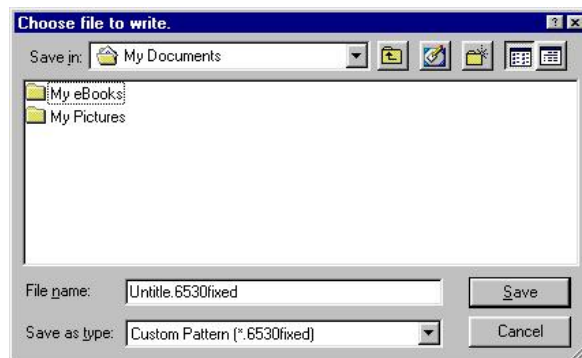 Choose file to write.
Save in: My Documents
My eBooks
My Pictures
File name: Untitle.6530fixed Save
Save as type: Custom Pattern (*.6530fixed) Cancel